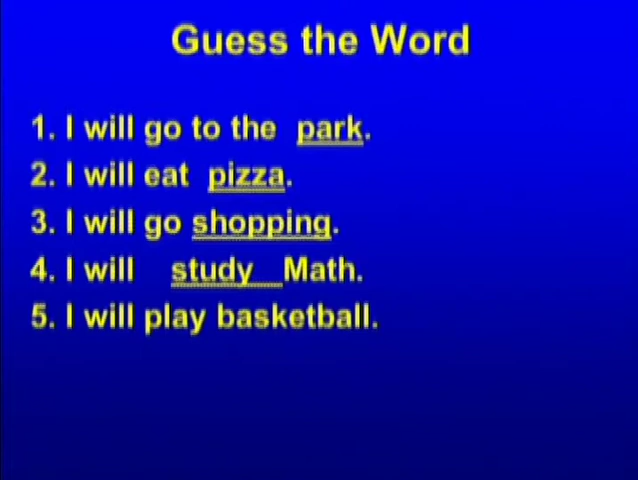 Guess the Word
1. I will go to the park.
2. I will eat pizza.
3. I will go shopping.
4. I will study Math.
5. I will play basketball.